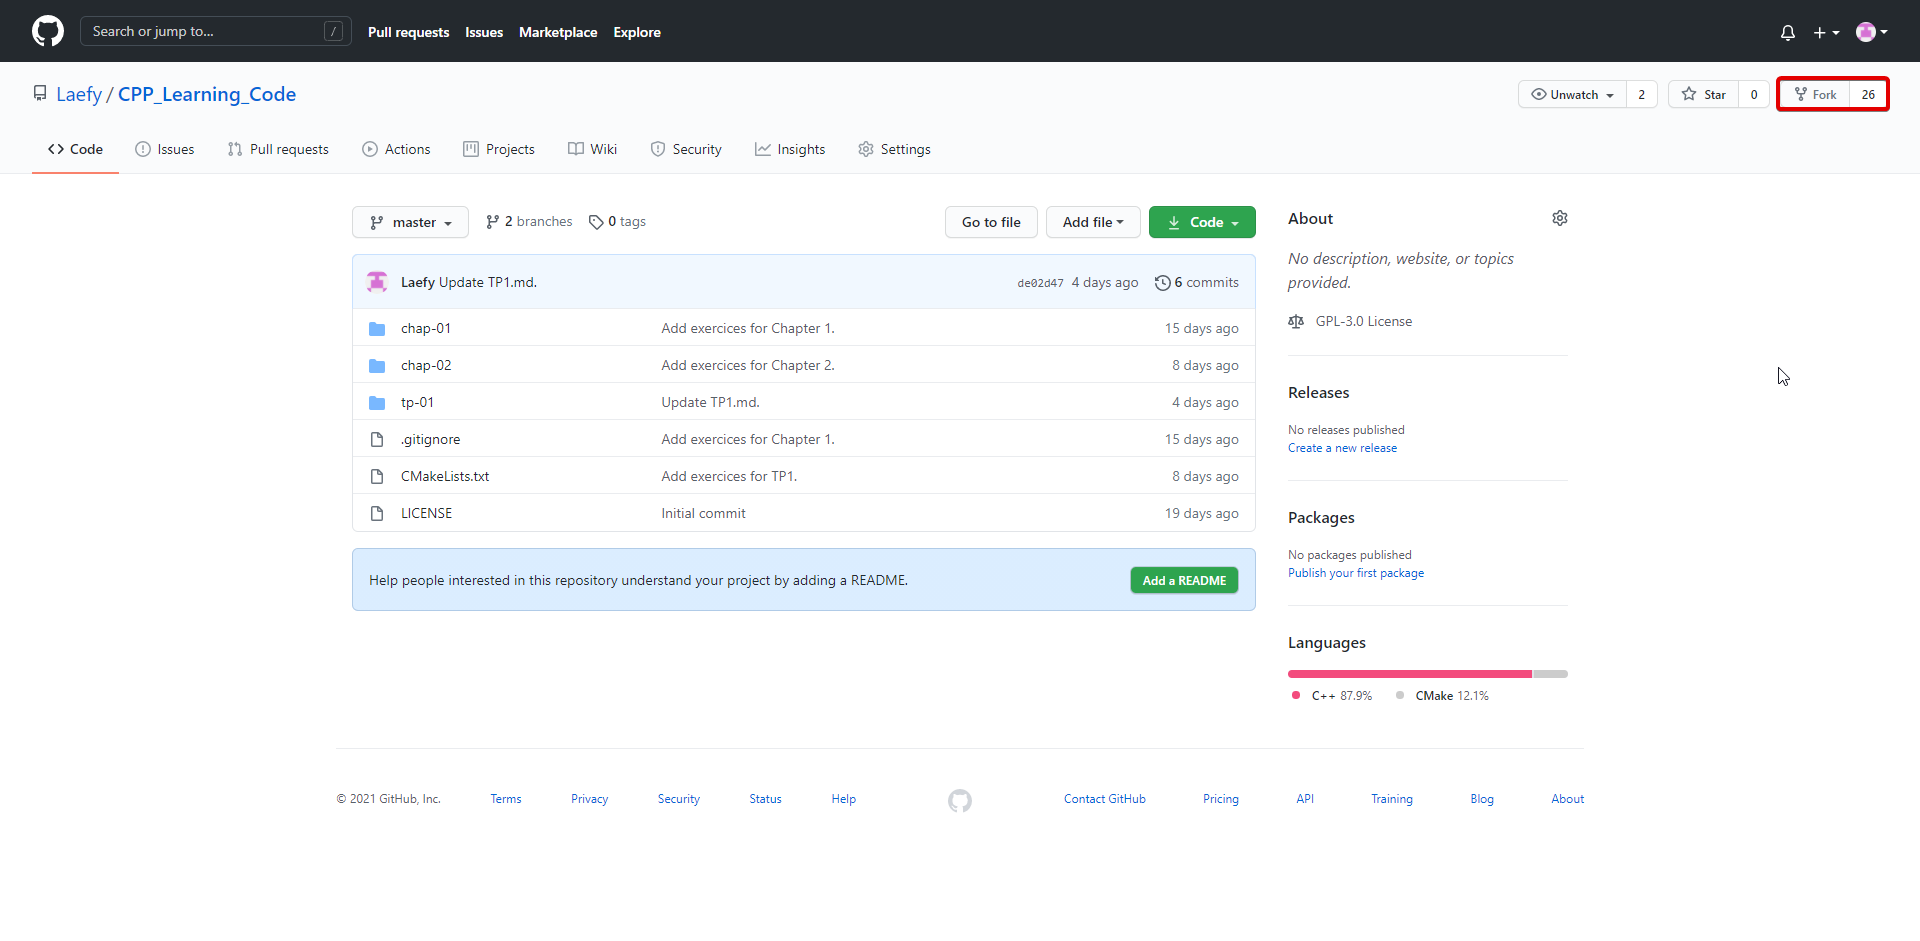 Search or jump to... /
Pull requests Issues Marketplace Explore
Laefy / CPP_Learning_Code
Unwatch 2 Star 0 Fork 26
Code Issues Pull requests Actions Projects Wiki Security Insights Settings
master 2 branches 0 tags Go to file Add file Code
Laefy Update TP1.md. de02d47 4 days ago 6 commits
chap-01 Add exercices for Chapter 1. 15 days ago
chap-02 Add exercices for Chapter 2. 8 days ago
tp-01 Update TP1.md. 4 days ago
.gitignore Add exercices for Chapter 1. 15 days ago
CMakeLists.txt Add exercices for TP1. 8 days ago
LICENSE Initial commit 19 days ago
Help people interested in this repository understand your project by adding a README. Add a README
About
No description, website, or topics
provided.
GPL-3.0 License
Releases
No releases published
Create a new release
Packages
No packages published
Publish your first package
Languages
C++ 87.9% CMake 12.1%
© 2021 GitHub, Inc. Terms Privacy Security Status Help Contact GitHub Pricing API Training Blog About